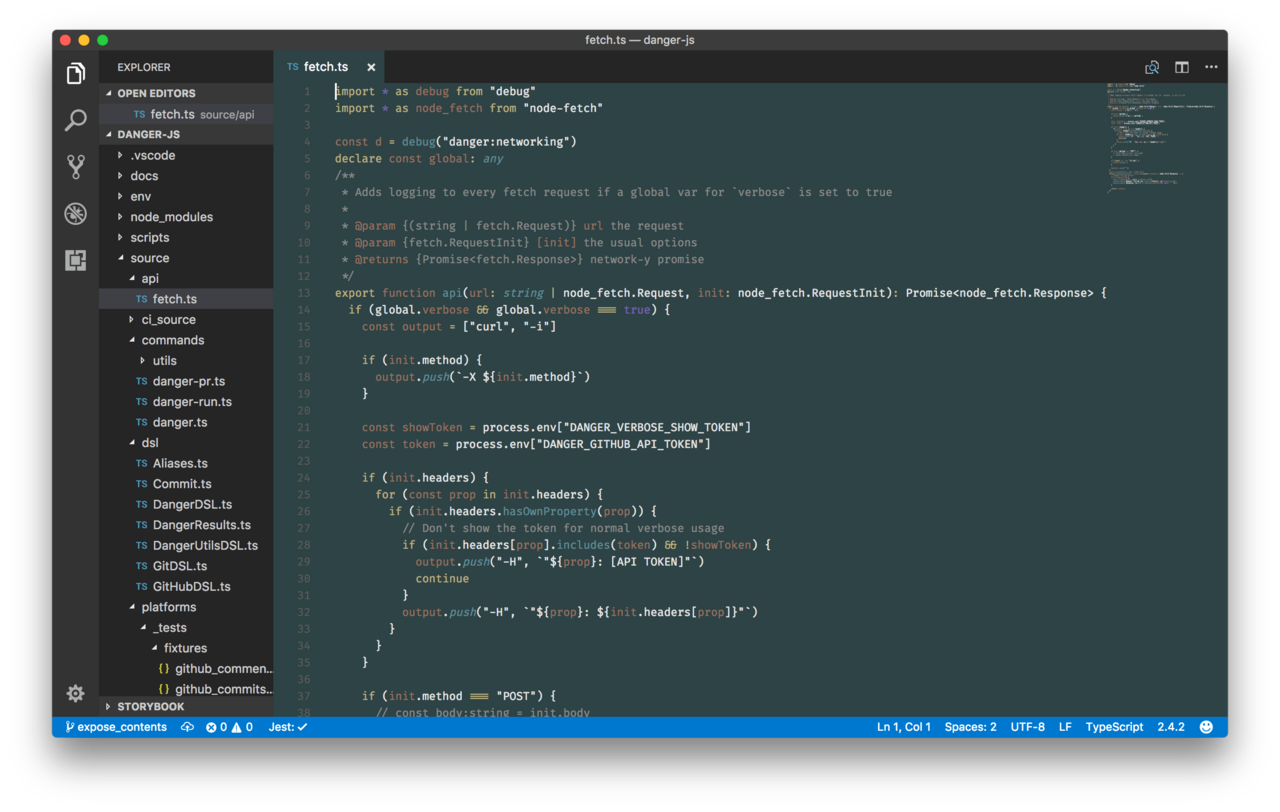 fetch.ts — danger-js
EXPLORER
OPEN EDITORS
TS fetch.ts source/api
DANGER-JS
.vscode
docs
env
node_modules
scripts
source
api
TS fetch.ts
ci_source
commands
utils
TS danger-pr.ts
TS danger-run.ts
TS danger.ts
dsl
TS Aliases.ts
TS Commit.ts
TS DangerDSL.ts
TS DangerResults.ts
TS DangerUtilsDSL.ts
TS GitDSL.ts
TS GitHubDSL.ts
platforms
_tests
fixtures
{} github_commen...
{} github_commits...
STORYBOOK
TS fetch.ts ×
1 import * as debug from "debug"
2 import * as node_fetch from "node-fetch"
3
4 const d = debug("danger:networking")
5 declare const global: any
6 /**
7 * Adds logging to every fetch request if a global var for `verbose` is set to true
8 *
9 * @param {(string | fetch.Request)} url the request
10 * @param {fetch.RequestInit} [init] the usual options
11 * @returns {Promise<fetch.Response>} network-y promise
12 */
13 export function api(url: string | node_fetch.Request, init: node_fetch.RequestInit): Promise<node_fetch.Response> {
14 if (global.verbose && global.verbose === true) {
15 const output = ["curl", "-i"]
16
17 if (init.method) {
18 output.push(`-X ${init.method}`)
19 }
20
21 const showToken = process.env["DANGER_VERBOSE_SHOW_TOKEN"]
22 const token = process.env["DANGER_GITHUB_API_TOKEN"]
23
24 if (init.headers) {
25 for (const prop in init.headers) {
26 if (init.headers.hasOwnProperty(prop)) {
27 // Don't show the token for normal verbose usage
28 if (init.headers[prop].includes(token) && !showToken) {
29 output.push("-H", `"${prop}: [API TOKEN]"`)
30 continue
31 }
32 output.push("-H", `"${prop}: ${init.headers[prop]}"`)
33 }
34 }
35 }
36
37 if (init.method === "POST") {
38 // const body:string = init.body
expose_contents 0 0 Jest: ✓
Ln 1, Col 1 Spaces: 2 UTF-8 LF TypeScript 2.4.2